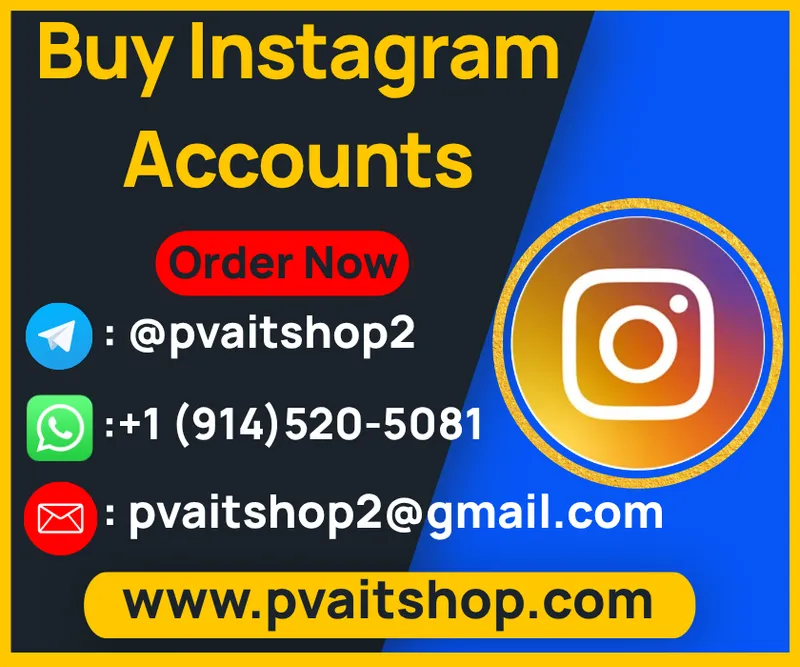 Buy Instagram
Accounts
Order Now
: @pvaitshop2
:+1 (914)520-5081
: pvaitshop2@gmail.com
www.pvaitshop.com